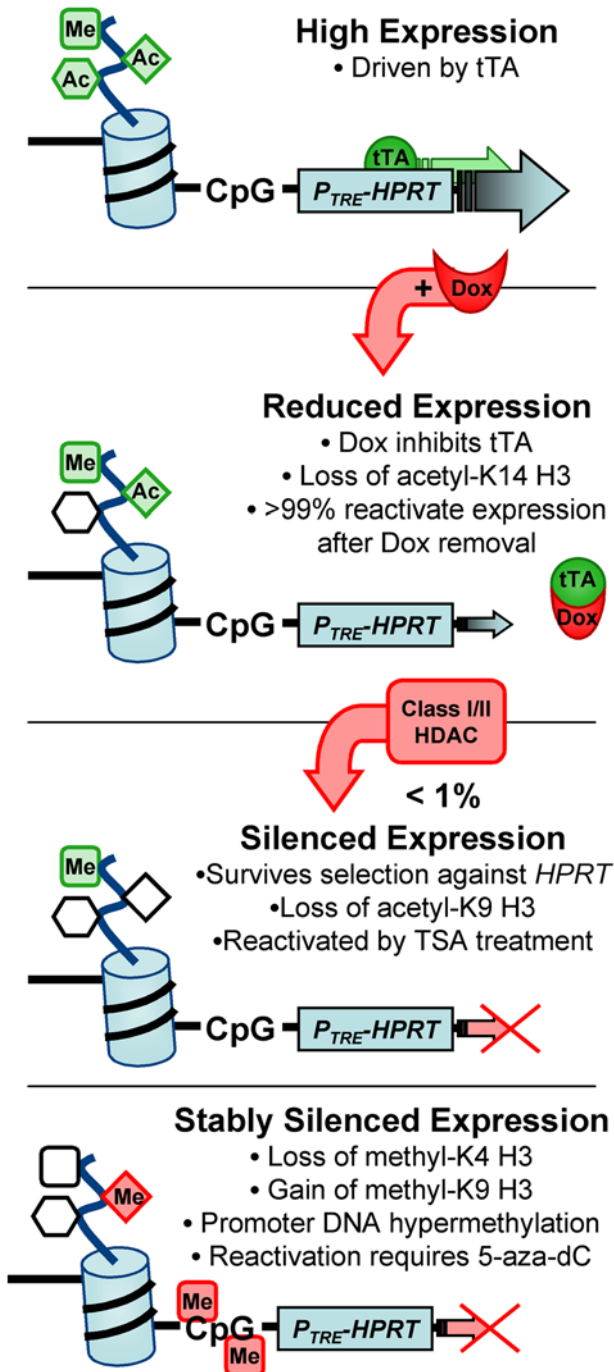 High Expression
• Driven by tTA
Me
Ac
Ac
tTA
CpG
P_TRE-HPRT
+ Dox
Reduced Expression
• Dox inhibits tTA
• Loss of acetyl-K14 H3
• >99% reactivate expression
after Dox removal
Me
Ac
tTA
Dox
CpG
P_TRE-HPRT
Class I/II
HDAC
< 1%
Silenced Expression
•Survives selection against HPRT
•Loss of acetyl-K9 H3
•Reactivated by TSA treatment
Me
CpG
P_TRE-HPRT
Stably Silenced Expression
• Loss of methyl-K4 H3
• Gain of methyl-K9 H3
• Promoter DNA hypermethylation
• Reactivation requires 5-aza-dC
Me
Me
CpG
Me
P_TRE-HPRT